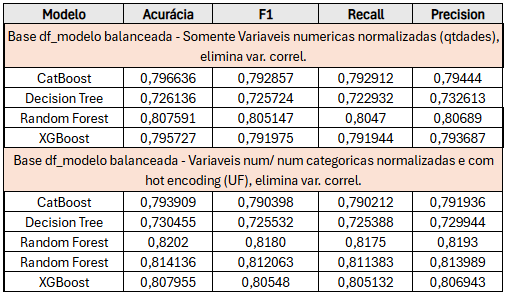 Modelo Acurácia F1 Recall Precision
Base df_modelo balanceada - Somente Variaveis numericas normalizadas (qtdades),
elimina var. correl.
CatBoost 0,796636 0,792857 0,792912 0,79444
Decision Tree 0,726136 0,725724 0,722932 0,732613
Random Forest 0,807591 0,805147 0,8047 0,80689
XGBoost 0,795727 0,791975 0,791944 0,793687
Base df_modelo balanceada - Variaveis num/ num categoricas normalizadas e com
hot encoding (UF), elimina var. correl.
CatBoost 0,793909 0,790398 0,790212 0,791936
Decision Tree 0,730455 0,725532 0,725388 0,729944
Random Forest 0,8202 0,8180 0,8175 0,8193
Random Forest 0,814136 0,812063 0,811383 0,813989
XGBoost 0,807955 0,80548 0,805132 0,806943